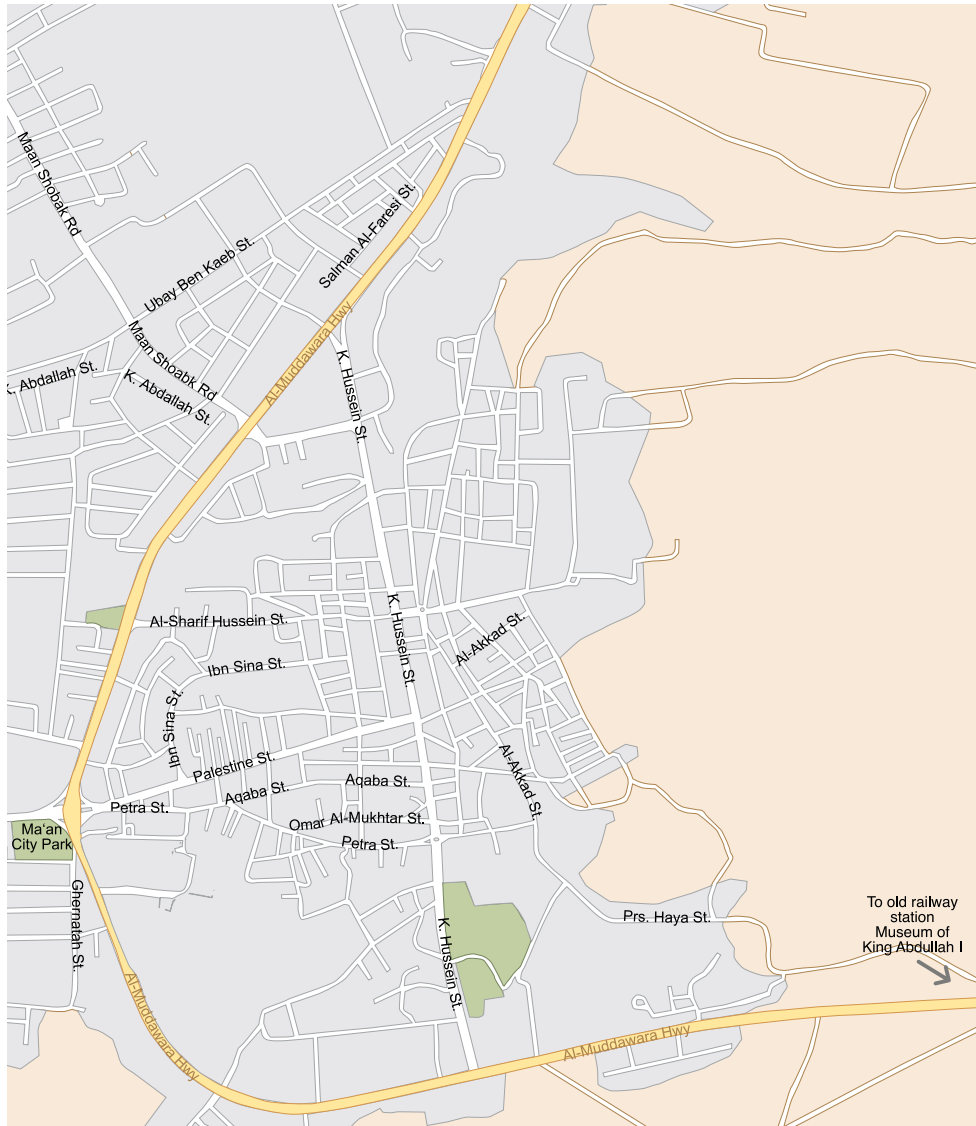 Maan Shobak Rd
Salman Al-Faresi St.
Ubay Ben Kaeb St.
Al-Muddawara Hwy
Maan Shoabk Rd
K. Hussein St.
K. Abdallah St.
K. Abdallah St.
K. Hussein St.
Al-Sharif Hussein St.
Al-Akkad St.
Ibn Sina St.
Ibn Sina St.
Palestine St.
Al-Akkad St.
Aqaba St.
Aqaba St.
Petra St.
Omar Al-Mukhtar St.
Petra St.
Ma'an
City Park
Ghernatah St.
K. Hussein St.
Prs. Haya St.
To old railway
station
Museum of
King Abdullah I
Al-Muddawara Hwy
Al-Muddawara Hwy